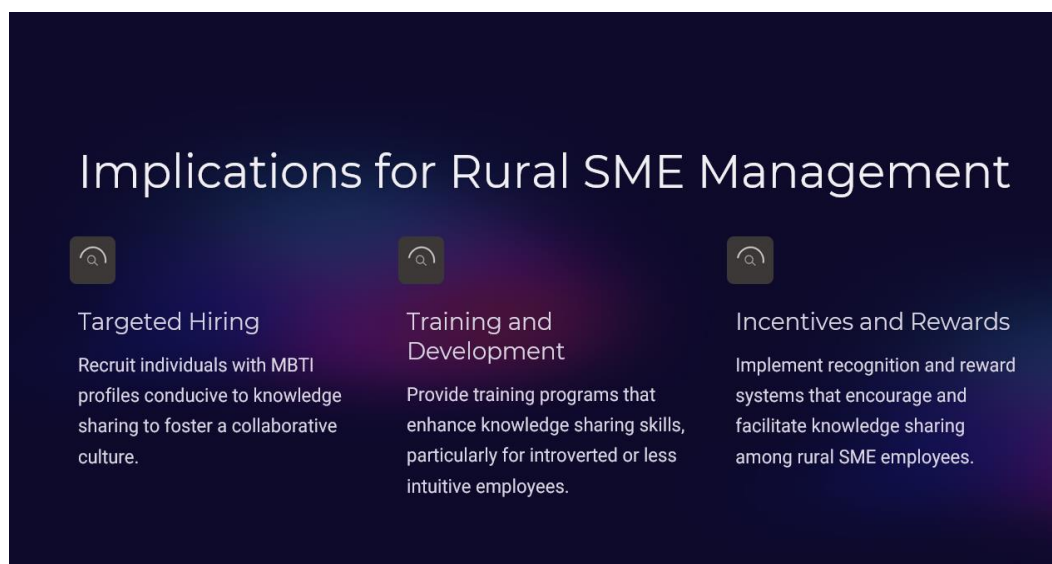 Implications for Rural SME Management
Targeted Hiring
Recruit individuals with MBTI
profiles conducive to knowledge
sharing to foster a collaborative
culture.
Training and
Development
Provide training programs that
enhance knowledge sharing skills,
particularly for introverted or less
intuitive employees.
Incentives and Rewards
Implement recognition and reward
systems that encourage and
facilitate knowledge sharing
among rural SME employees.